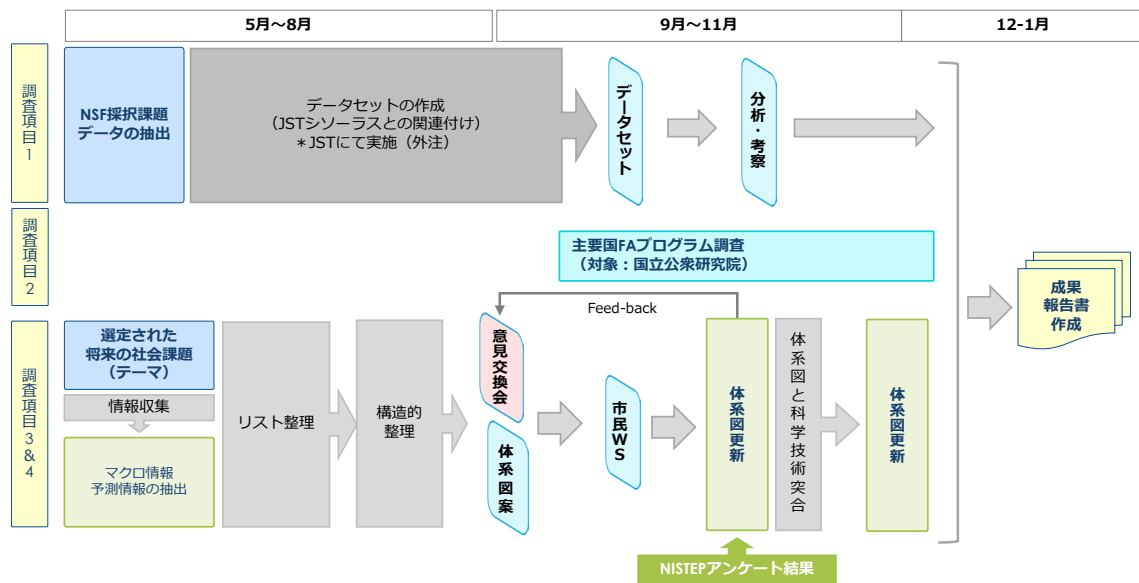 5月～8月
9月～11月
12-1月
調査項目1
NSF採択課題
データの抽出
データセットの作成
（JSTシソーラスとの関連付け）
＊JSTにて実施（外注）
データセット
分析・考察
調査項目2
主要国FAプログラム調査
（対象：国立公衆研究院）
成果
報告書
作成
Feed-back
調査項目3&4
選定された
将来の社会課題
（テーマ）
情報収集
マクロ情報
予測情報の抽出
リスト整理
構造的
整理
意見交換会
体系図案
市民WS
体系図更新
体系図と科学技術突合
体系図更新
NISTEPアンケート結果